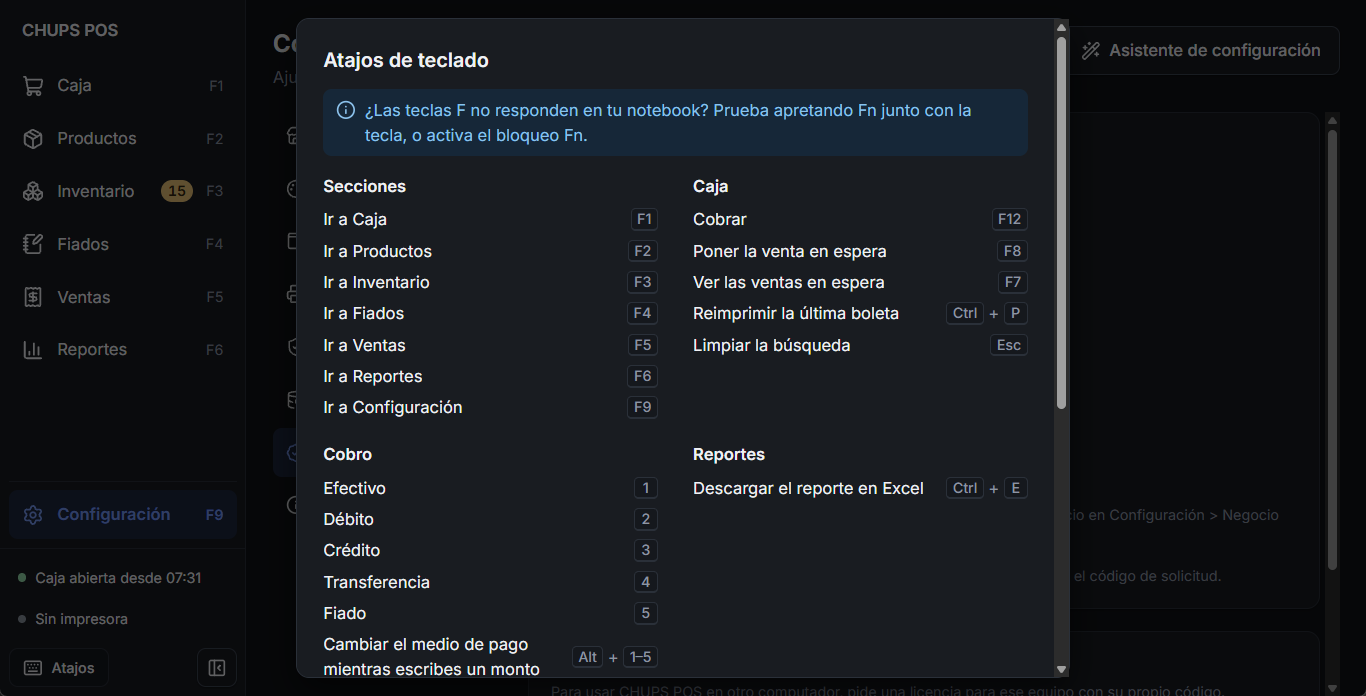 CHUPS POS
Caja F1
Productos F2
Inventario 15 F3
Fiados F4
Ventas F5
Reportes F6
Configuración F9
Caja abierta desde 07:31
Sin impresora
Atajos
Asistente de configuración
Atajos de teclado
¿Las teclas F no responden en tu notebook? Prueba apretando Fn junto con la
tecla, o activa el bloqueo Fn.
Secciones
Ir a Caja F1
Ir a Productos F2
Ir a Inventario F3
Ir a Fiados F4
Ir a Ventas F5
Ir a Reportes F6
Ir a Configuración F9
Caja
Cobrar F12
Poner la venta en espera F8
Ver las ventas en espera F7
Reimprimir la última boleta Ctrl + P
Limpiar la búsqueda Esc
Cobro
Efectivo 1
Débito 2
Crédito 3
Transferencia 4
Fiado 5
Cambiar el medio de pago
mientras escribes un monto Alt + 1–5
Reportes
Descargar el reporte en Excel Ctrl + E
en Configuración > Negocio
el código de solicitud.
Para usar CHUPS POS en otro computador, pide una licencia para ese equipo con su propio código.